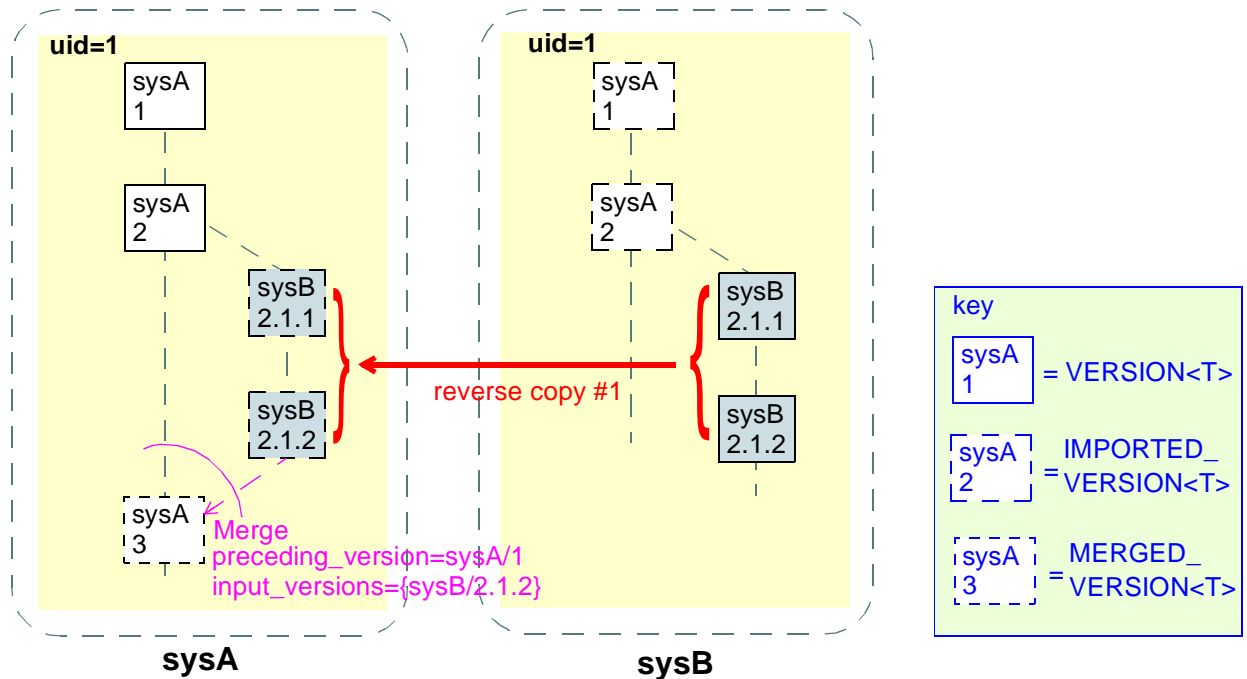 uid=1
sysA
1
sysA
2
sysB
2.1.1
sysB
2.1.2
sysA
3
Merge
preceding_version=sysA/1
input_versions={sysB/2.1.2}
sysA
reverse copy #1
uid=1
sysA
1
sysA
2
sysB
2.1.1
sysB
2.1.2
sysB
key
sysA
1
= VERSION<T>
sysA
2
= IMPORTED_
VERSION<T>
sysA
3
= MERGED_
VERSION<T>